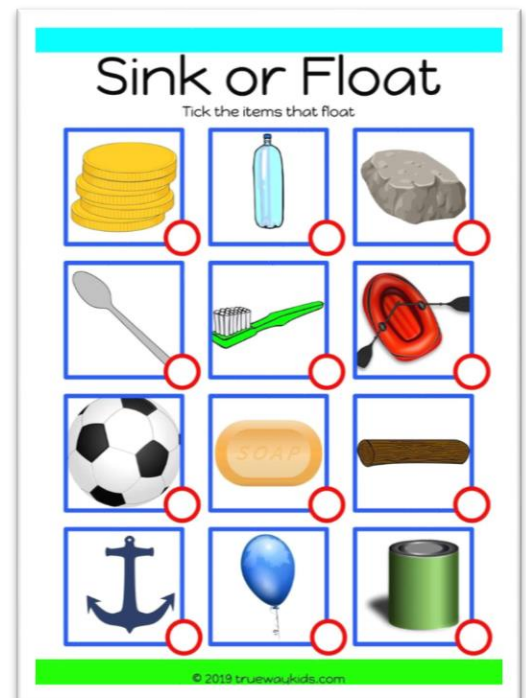 Sink or Float
Tick the items that float
SOAP
© 2019 truewaykids.com